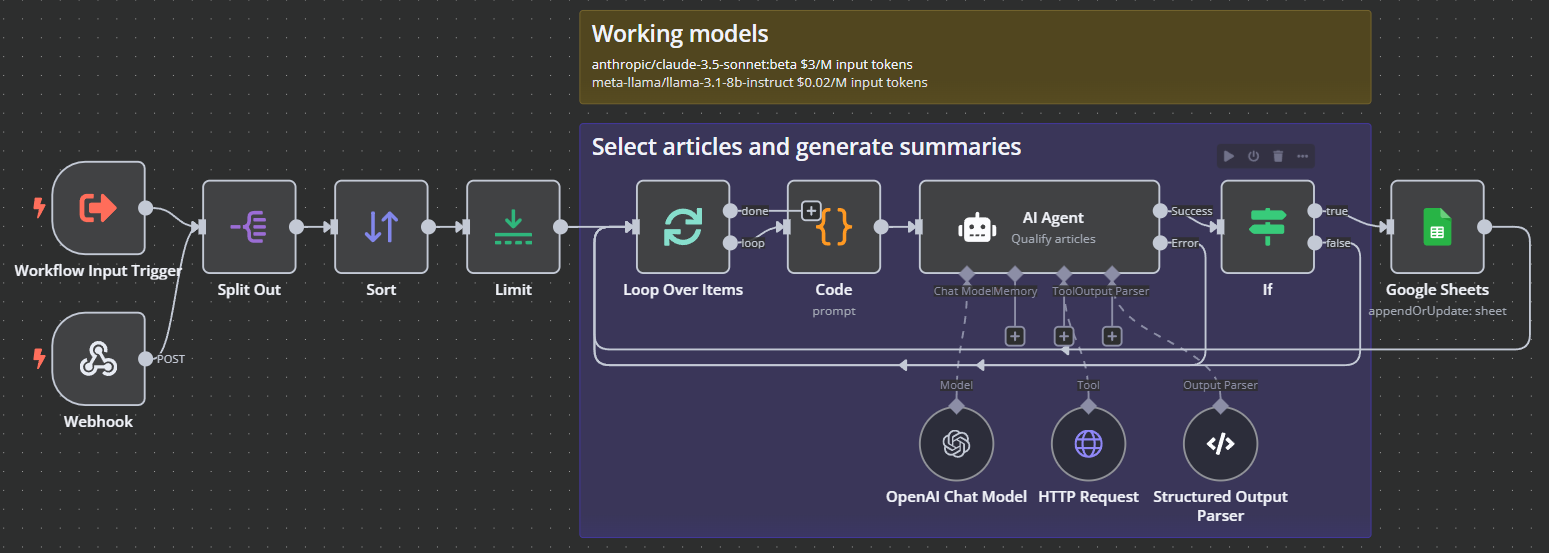 Working models
anthropic/claude-3.5-sonnet:beta $3/M input tokens
meta-llama/llama-3.1-8b-instruct $0.02/M input tokens
Select articles and generate summaries
Workflow Input Trigger
Webhook
POST
Split Out
Sort
Limit
Loop Over Items
done
loop
Code
prompt
AI Agent
Qualify articles
Success
Error
Chat Model
Memory
Tool
Output Parser
If
true
false
Google Sheets
appendOrUpdate: sheet
Model
Tool
Output Parser
OpenAI Chat Model
HTTP Request
Structured Output
Parser